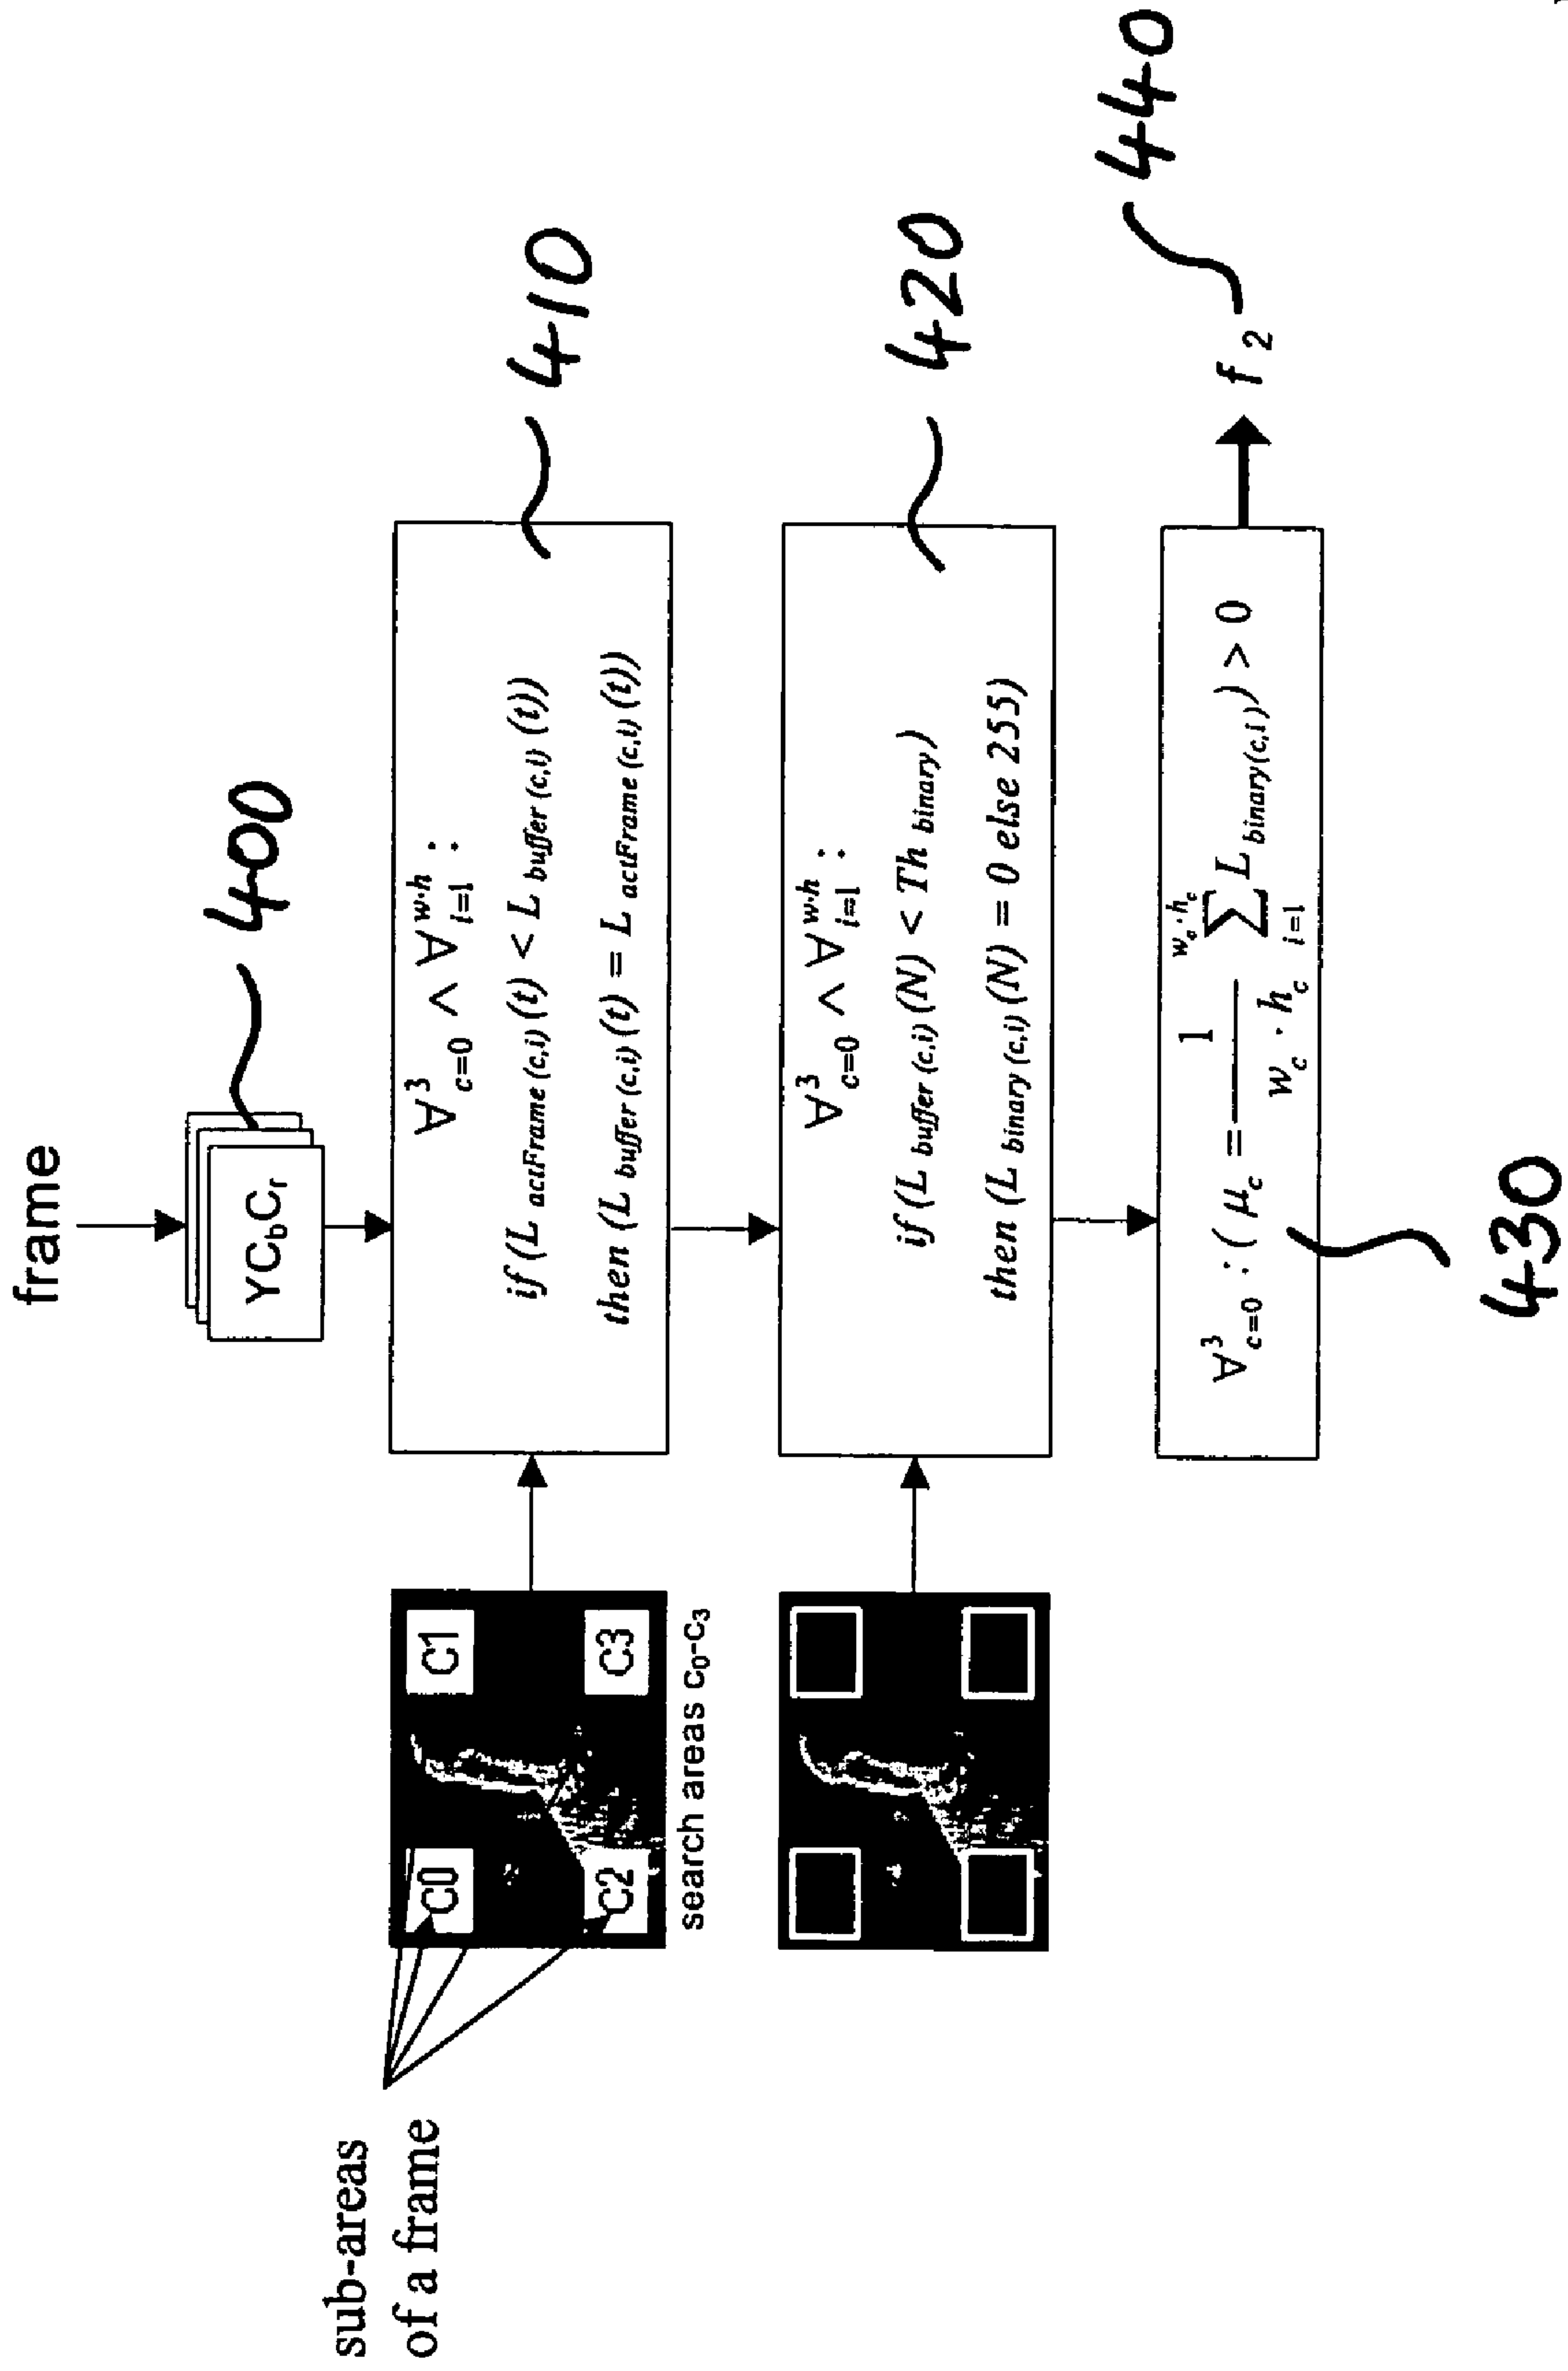 frame
YCbCr
400
∀³c=0 ∧ ∀w·hi=1 :
if (L actFrame (c,i) (t) < L buffer (c,i) (t))
then (L buffer (c,i) (t) = L actFrame (c,i) (t))
410
sub-areas
of a frame
C0 C1
C2 C3
search areas c0-c3
∀³c=0 ∧ ∀w·hi=1 :
if (L buffer (c,i) (N) < Th binary)
then (L binary (c,i) (N) = 0 else 255)
420
∀³c=0 : ( μc = 1 / wc · hc ∑ i=1 wc · hc L binary (c,i) ) > 0
f2
430
440